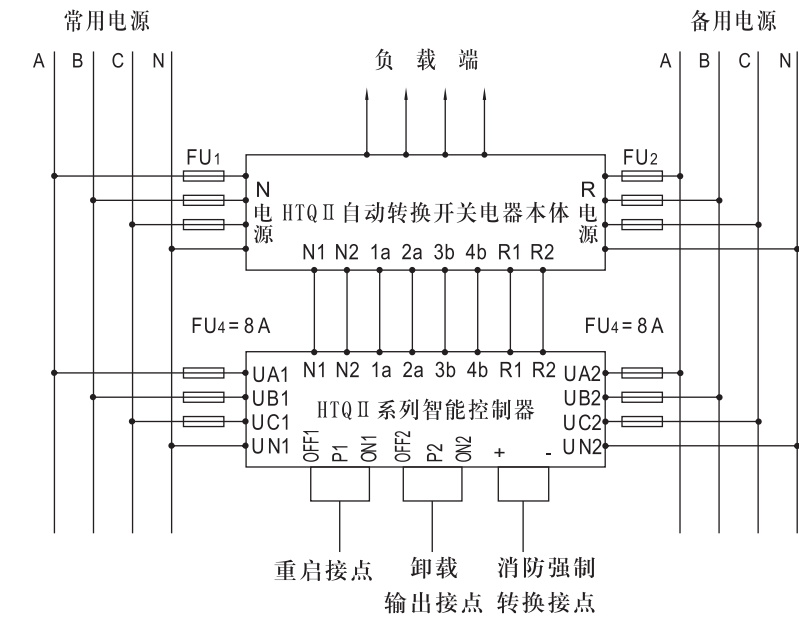 常用电源
备用电源
A B C N
负 载 端
A B C N
FU1
FU2
N电源
HTQⅡ自动转换开关电器本体
R电源
N1 N2 1a 2a 3b 4b R1 R2
FU4=8A
FU4=8A
N1 N2 1a 2a 3b 4b R1 R2
UA1
UA2
UB1
HTQⅡ系列智能控制器
UB2
UC1
UC2
UN1
OFF1 P1 ON1 OFF2 P2 ON2 + -
UN2
重启接点
卸载
输出接点
消防强制
转换接点